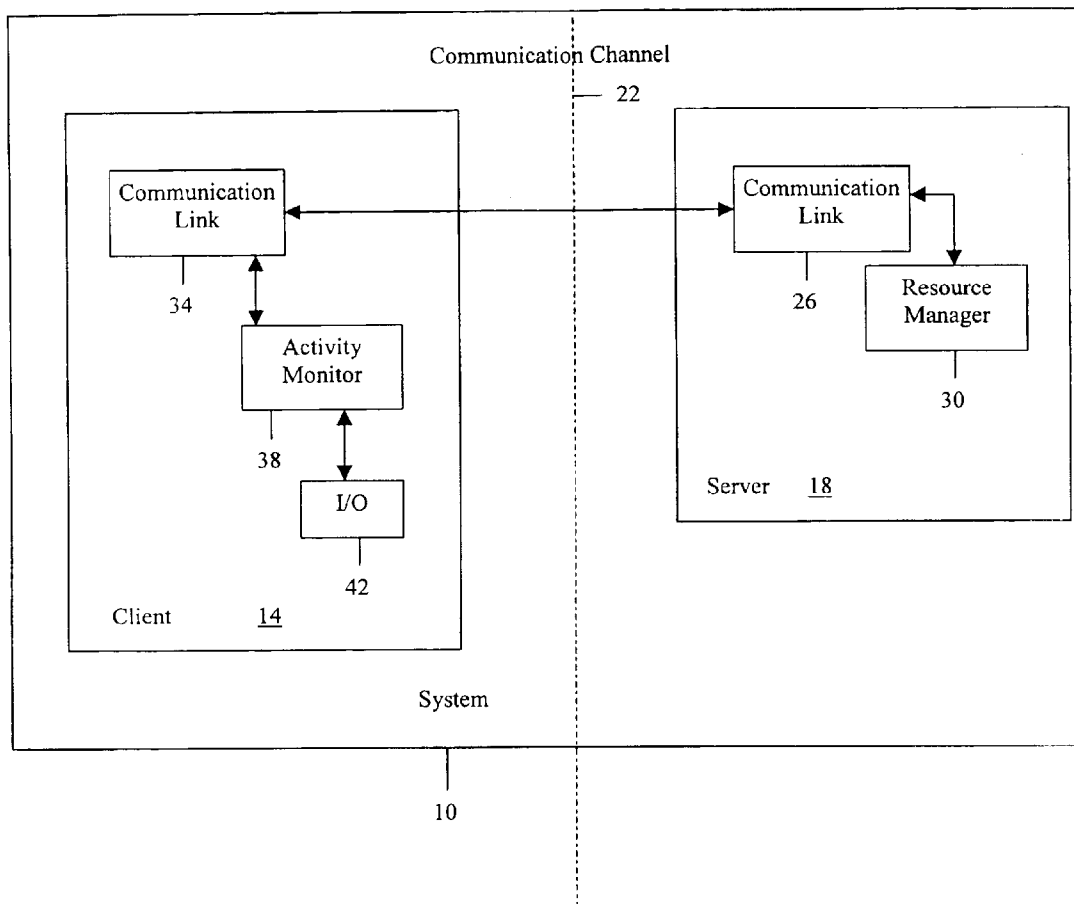 Communication Channel
22
Communication
Link
34
Activity
Monitor
38
I/O
42
Client 14
Communication
Link
26
Resource
Manager
30
Server 18
System
10